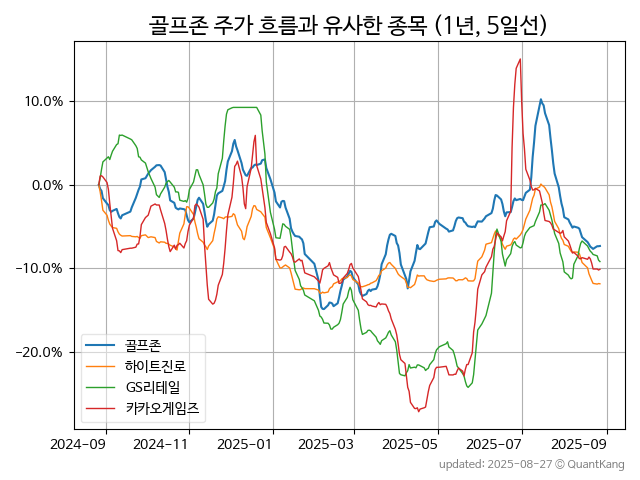 골프존 주가 흐름과 유사한 종목 (1년, 5일선)
10.0%
0.0%
−10.0%
−20.0%
골프존
하이트진로
GS리테일
카카오게임즈
2024-09
2024-11
2025-01
2025-03
2025-05
2025-07
2025-09
updated: 2025-08-27 © QuantKang